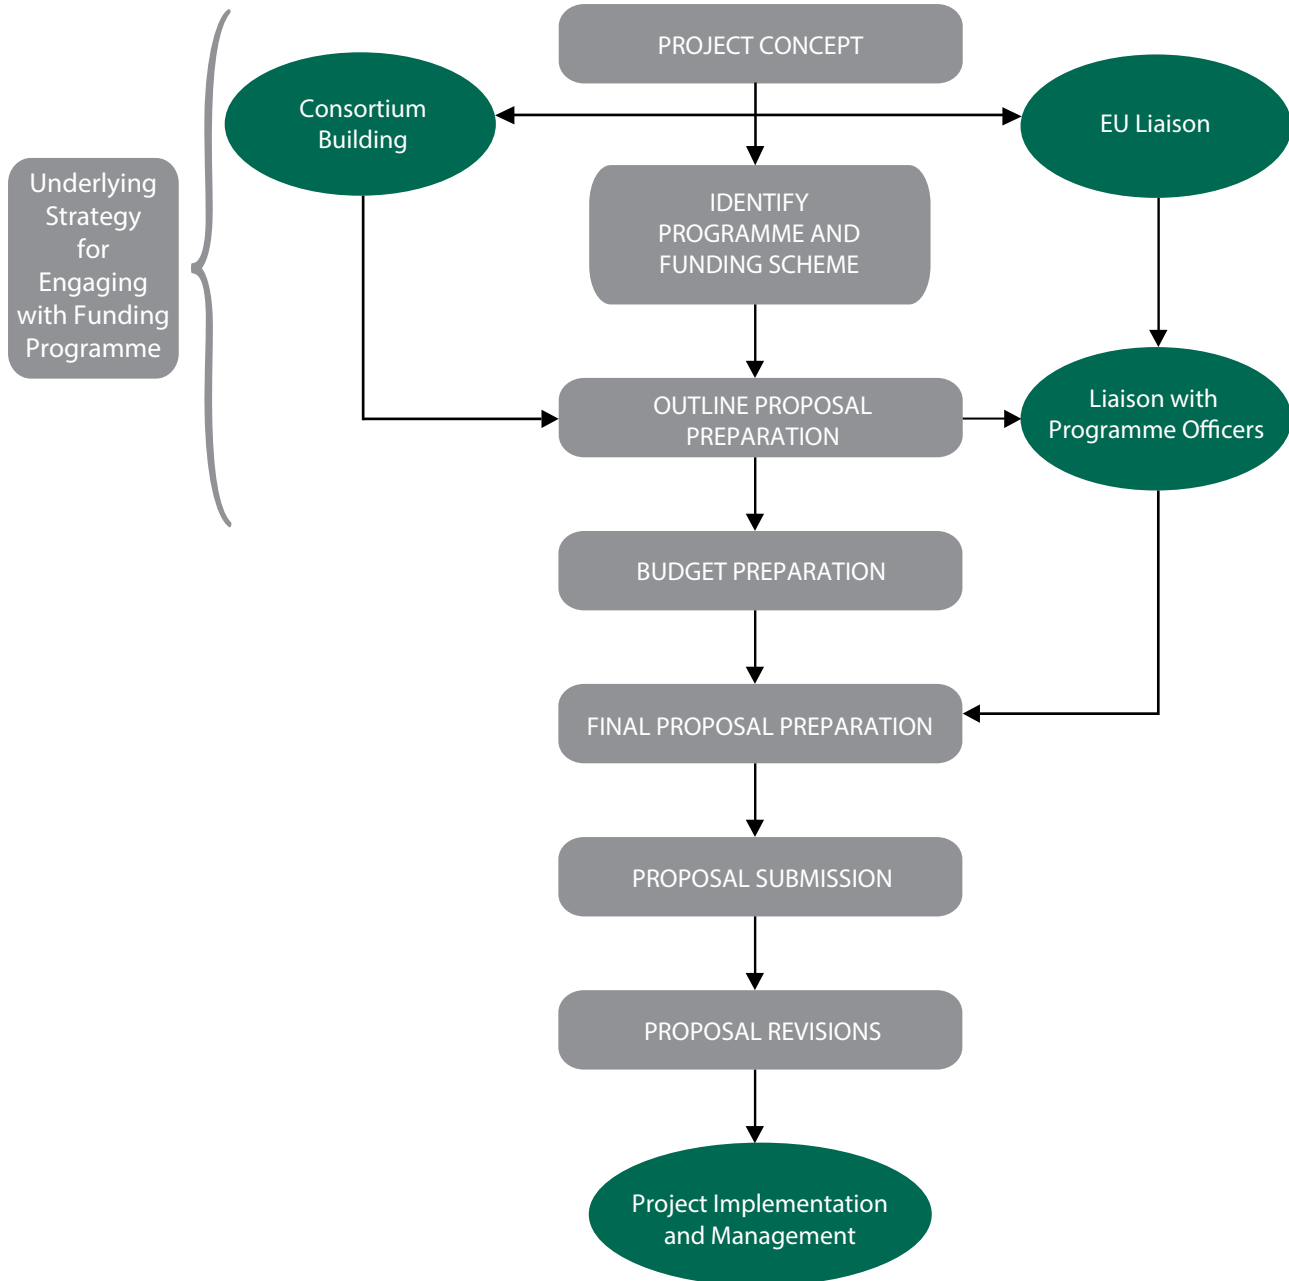 PROJECT CONCEPT
Consortium
Building
EU Liaison
Underlying
Strategy
for
Engaging
with Funding
Programme
IDENTIFY
PROGRAMME AND
FUNDING SCHEME
OUTLINE PROPOSAL
PREPARATION
Liaison with
Programme Officers
BUDGET PREPARATION
FINAL PROPOSAL PREPARATION
PROPOSAL SUBMISSION
PROPOSAL REVISIONS
Project Implementation
and Management